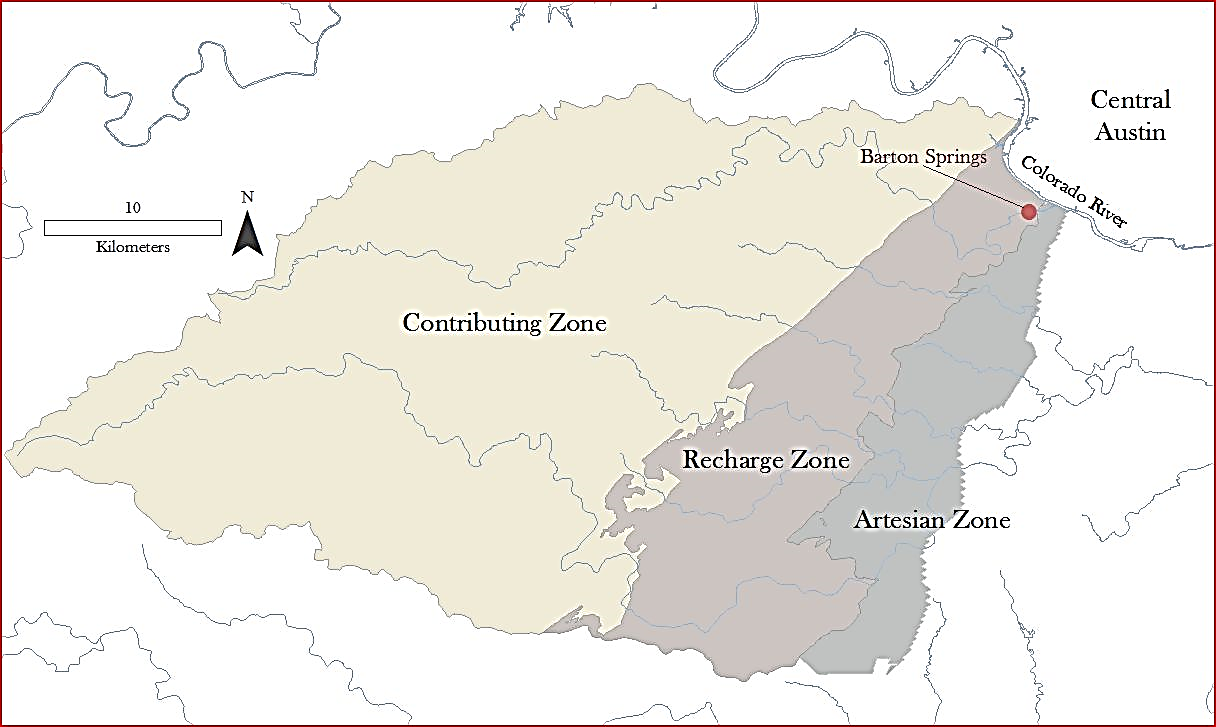 Central
Austin
Barton Springs
Colorado River
10
Kilometers
N
Contributing Zone
Recharge Zone
Artesian Zone